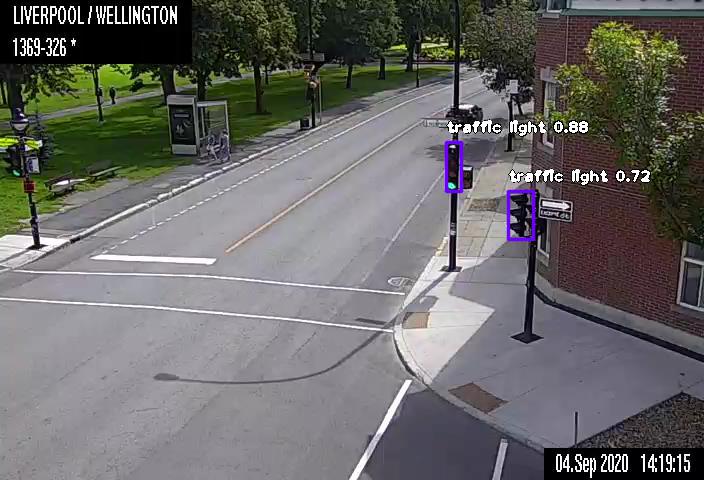 LIVERPOOL / WELLINGTON
1369-326 *
traffic light 0.88
traffic light 0.72
04.Sep 2020 14:19:15